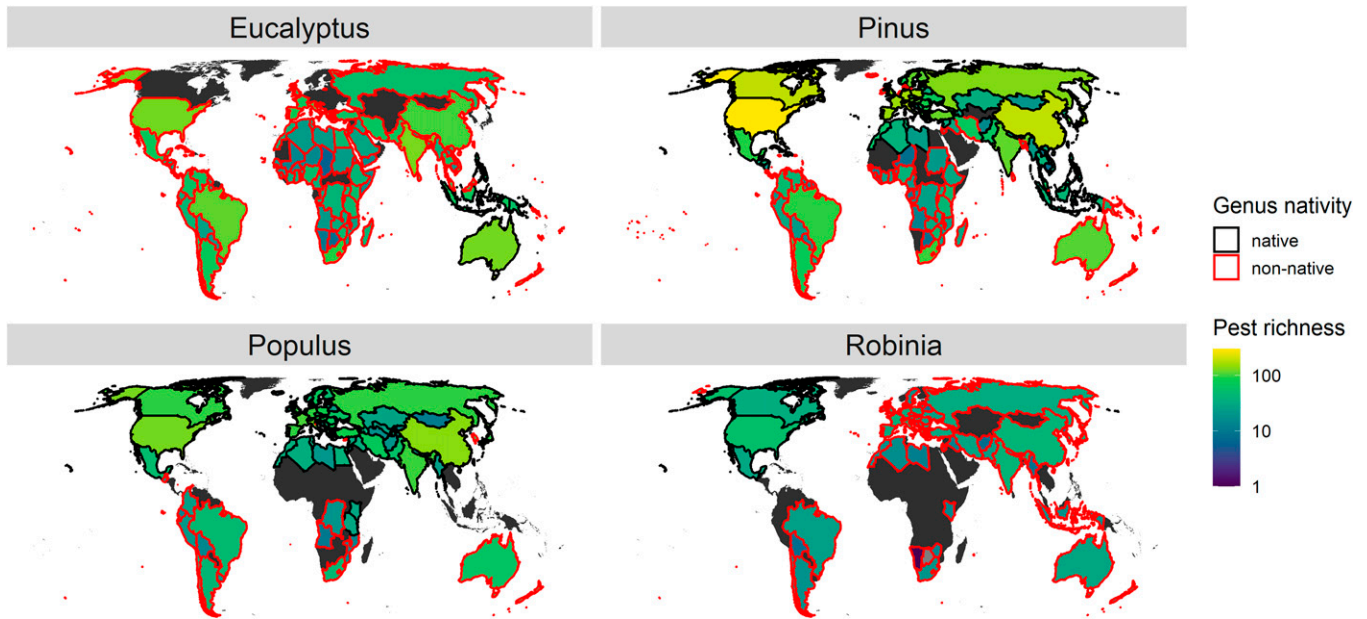 Eucalyptus
Pinus
Populus
Robinia
Genus nativity
native
non-native
Pest richness
100
10
1